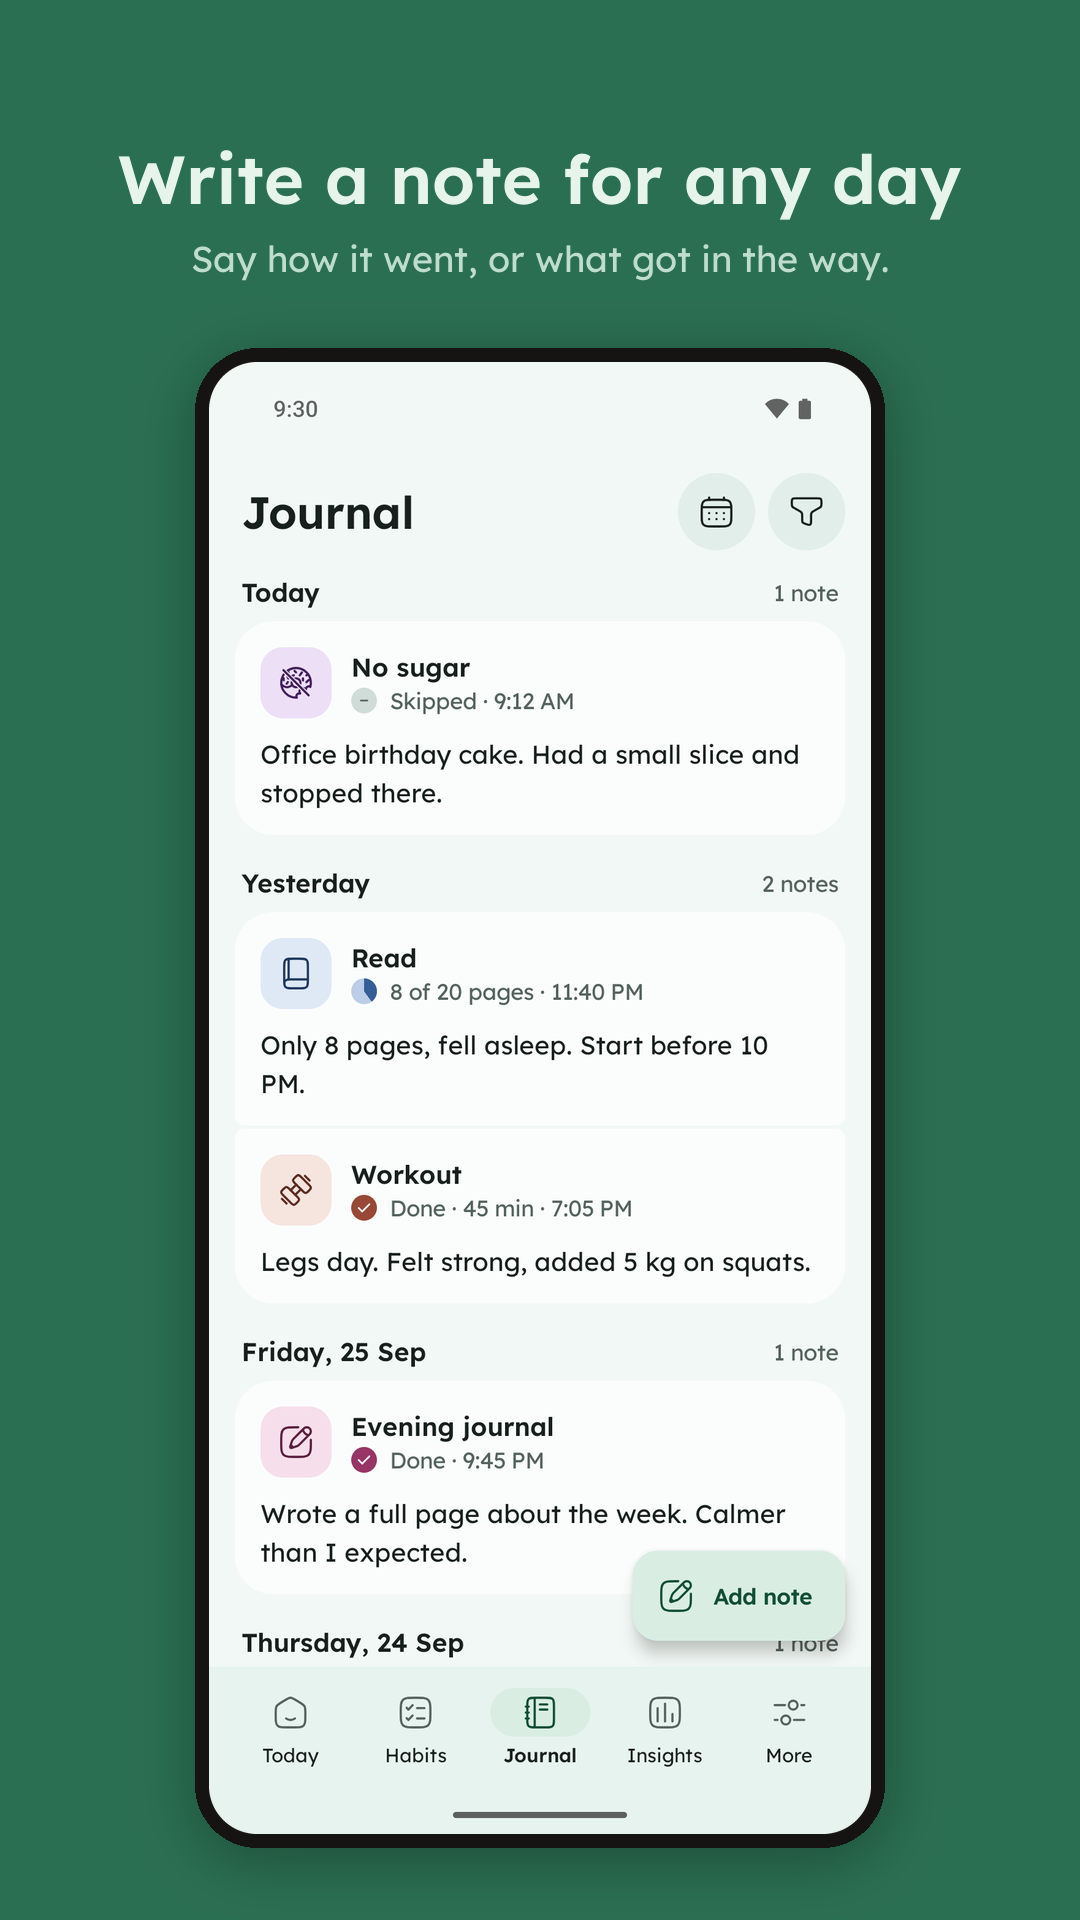 Write a note for any day
Say how it went, or what got in the way.
9:30
Journal
Today
1 note
No sugar
Skipped · 9:12 AM
Office birthday cake. Had a small slice and
stopped there.
Yesterday
2 notes
Read
8 of 20 pages · 11:40 PM
Only 8 pages, fell asleep. Start before 10
PM.
Workout
Done · 45 min · 7:05 PM
Legs day. Felt strong, added 5 kg on squats.
Friday, 25 Sep
1 note
Evening journal
Done · 9:45 PM
Wrote a full page about the week. Calmer
than I expected.
Add note
Thursday, 24 Sep
1 note
Today
Habits
Journal
Insights
More